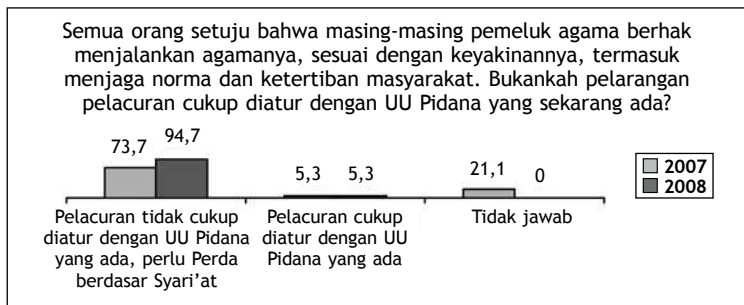 Semua orang setuju bahwa masing-masing pemeluk agama berhak
menjalankan agamanya, sesuai dengan keyakinannya, termasuk
menjaga norma dan ketertiban masyarakat. Bukankah pelarangan
pelacuran cukup diatur dengan UU Pidana yang sekarang ada?
73,7 94,7
5,3 5,3
21,1 0
2007
2008
Pelacuran tidak cukup
diatur dengan UU Pidana
yang ada, perlu Perda
berdasar Syari’at
Pelacuran cukup
diatur dengan UU
Pidana yang ada
Tidak jawab